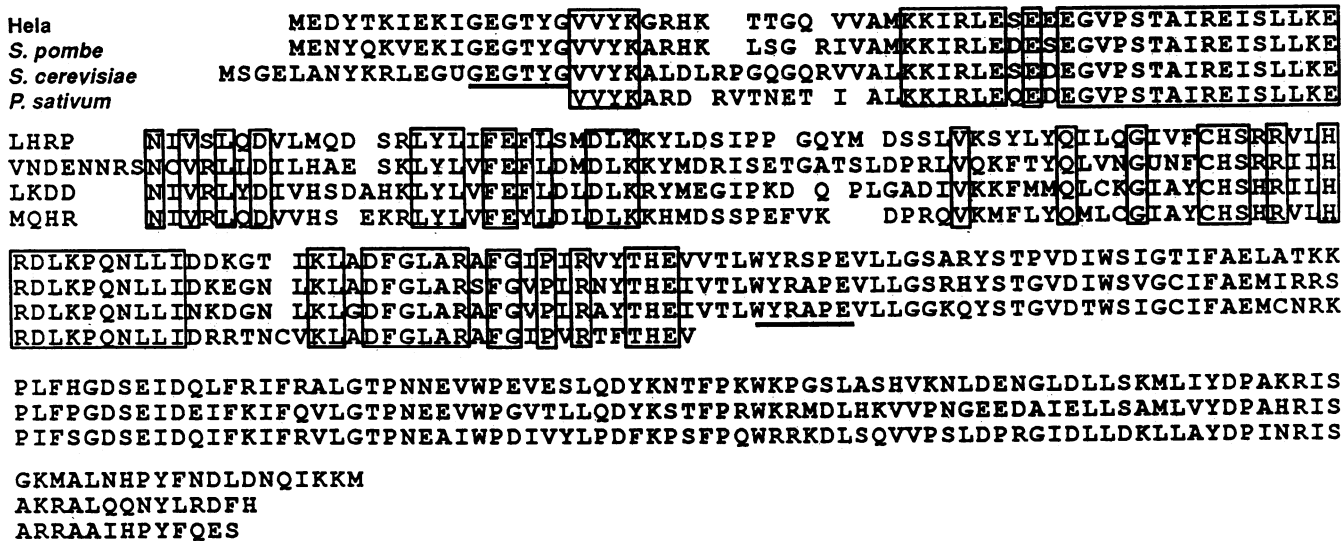 Hela MEDYTKIEKIGEGTYGVVYKGRHK TTGQ VVAMKKIRLESEEEGVPSTAIREISLLKE
S. pombe MENYQKVEKIGEGTYGVVYKARHK LSG RIVAMKKIRLEDESEGVPSTAIREISLLKE
S. cerevisiae MSGELANYKRLEGUGEGTYGVVYKALDLRPGQGQRVVALKKIRLESEDEGVPSTAIREISLLKE
P. sativum VVYKARD RVTNET I ALKKIRLEQEDEGVPSTAIREISLLKE
LHRP NIVSLQDVLMQD SRLYLIFEFLSMDLKKYLDSIPP GQYM DSSLVKSYLYQILQGIVFCHSRRVLH
VNDENNRSNCVRLLDILHAE SKLYLVFEFLDMDLKKYMDRISETGATSLDPRLVQKFTYQLVNGUNFCHSRRIIH
LKDD NIVRLYDIVHSDAHKLYLVFEFLDLDLKRYMEGIPKD Q PLGADIVKKFMMQLCKGIAYCHSHRILH
MQHR NIVRLQDVVHS EKRLYLVFEYLDLDLKKHMDSSPEFVK DPRQVKMFLYQMLCGIAYCHSHRVLH
RDLKPQNLLIDDKGT IKLADFGLARAFGIPIRVYTHEVVTLWYRSPEVLLGSARYSTPVDIWSIGTIFAELATKK
RDLKPQNLLIDKEGN LKLADFGLARSFGVPLRNYTHEIVTLWYRAPEVLLGSRHYSTGVDIWSVGCIFAEMIRRS
RDLKPQNLLINKDGN LKLGDFGLARAFGVPLRAYTHEIVTLWYRAPEVLLGGKQYSTGVDTWSIGCIFAEMCNRK
RDLKPQNLLIDRRTNCVKLADFGLARAFGIPVRTFTHEV
PLFHGDSEIDQLFRIFRALGTPNNEVWPEVESLQDYKNTFPKWKPGSLASHVKNLDENGLDLLSKMLIYDPAKRIS
PLFPGDSEIDEIFKIFQVLGTPNEEVWPGVTLLQDYKSTFPRWKRMDLHKVVPNGEEDAIELLSAMLVYDPAHRIS
PIFSGDSEIDQIFKIFRVLGTPNEAIWPDIVYLPDFKPSFPQWRRKDLSQVVPSLDPRGIDLLDKLLAYDPINRIS
GKMALNHPYFNDLDNQIKKM
AKRALQQNYLRDFH
ARRAAIHPYFQES